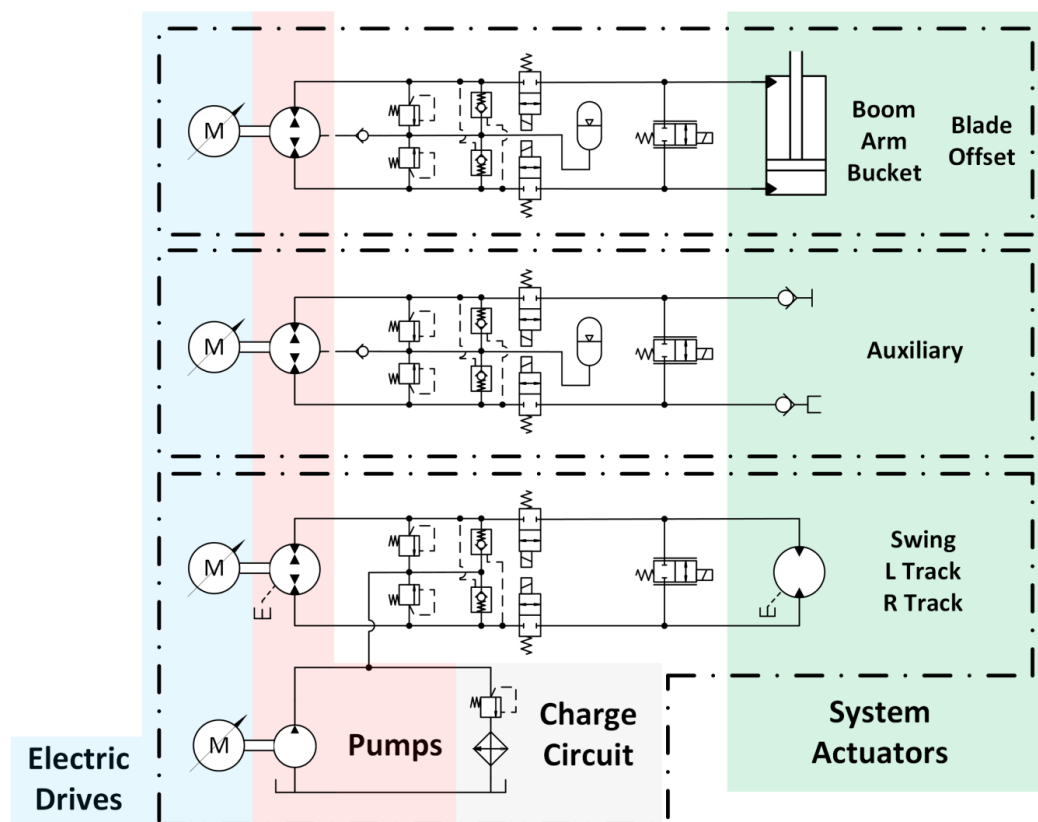 M
Boom
Arm
Bucket
Blade
Offset
M
Auxiliary
M
Swing
L Track
R Track
M
Pumps
Charge
Circuit
System
Actuators
Electric
Drives